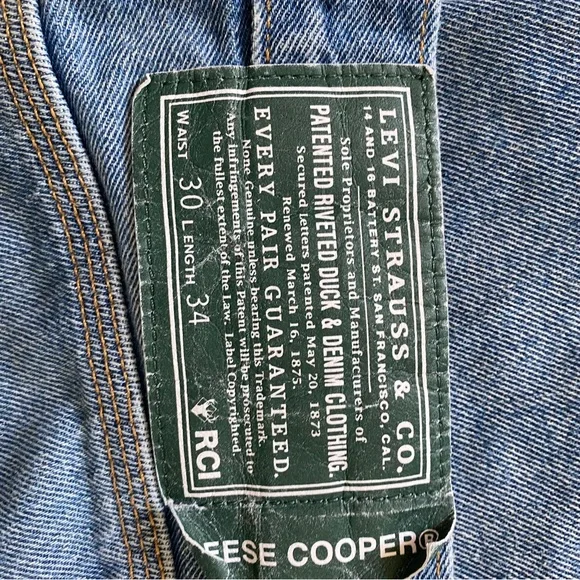 LEVI STRAUSS & CO.
14 AND 16 BATTERY ST. SAN FRANCISCO, CAL.
Sole Proprietors and Manufacturers of
PATENTED RIVETED DUCK & DENIM CLOTHING.
Secured letters patented May 20, 1873
Renewed March 16, 1875.
EVERY PAIR GUARANTEED.
None Genuine unless bearing this Trademark
Any infringements of this Patent will be prosecuted to
the fullest extent of the Law. Label Copyrighted.
WAIST 30 LENGTH 34
RCI
EESE COOPER®